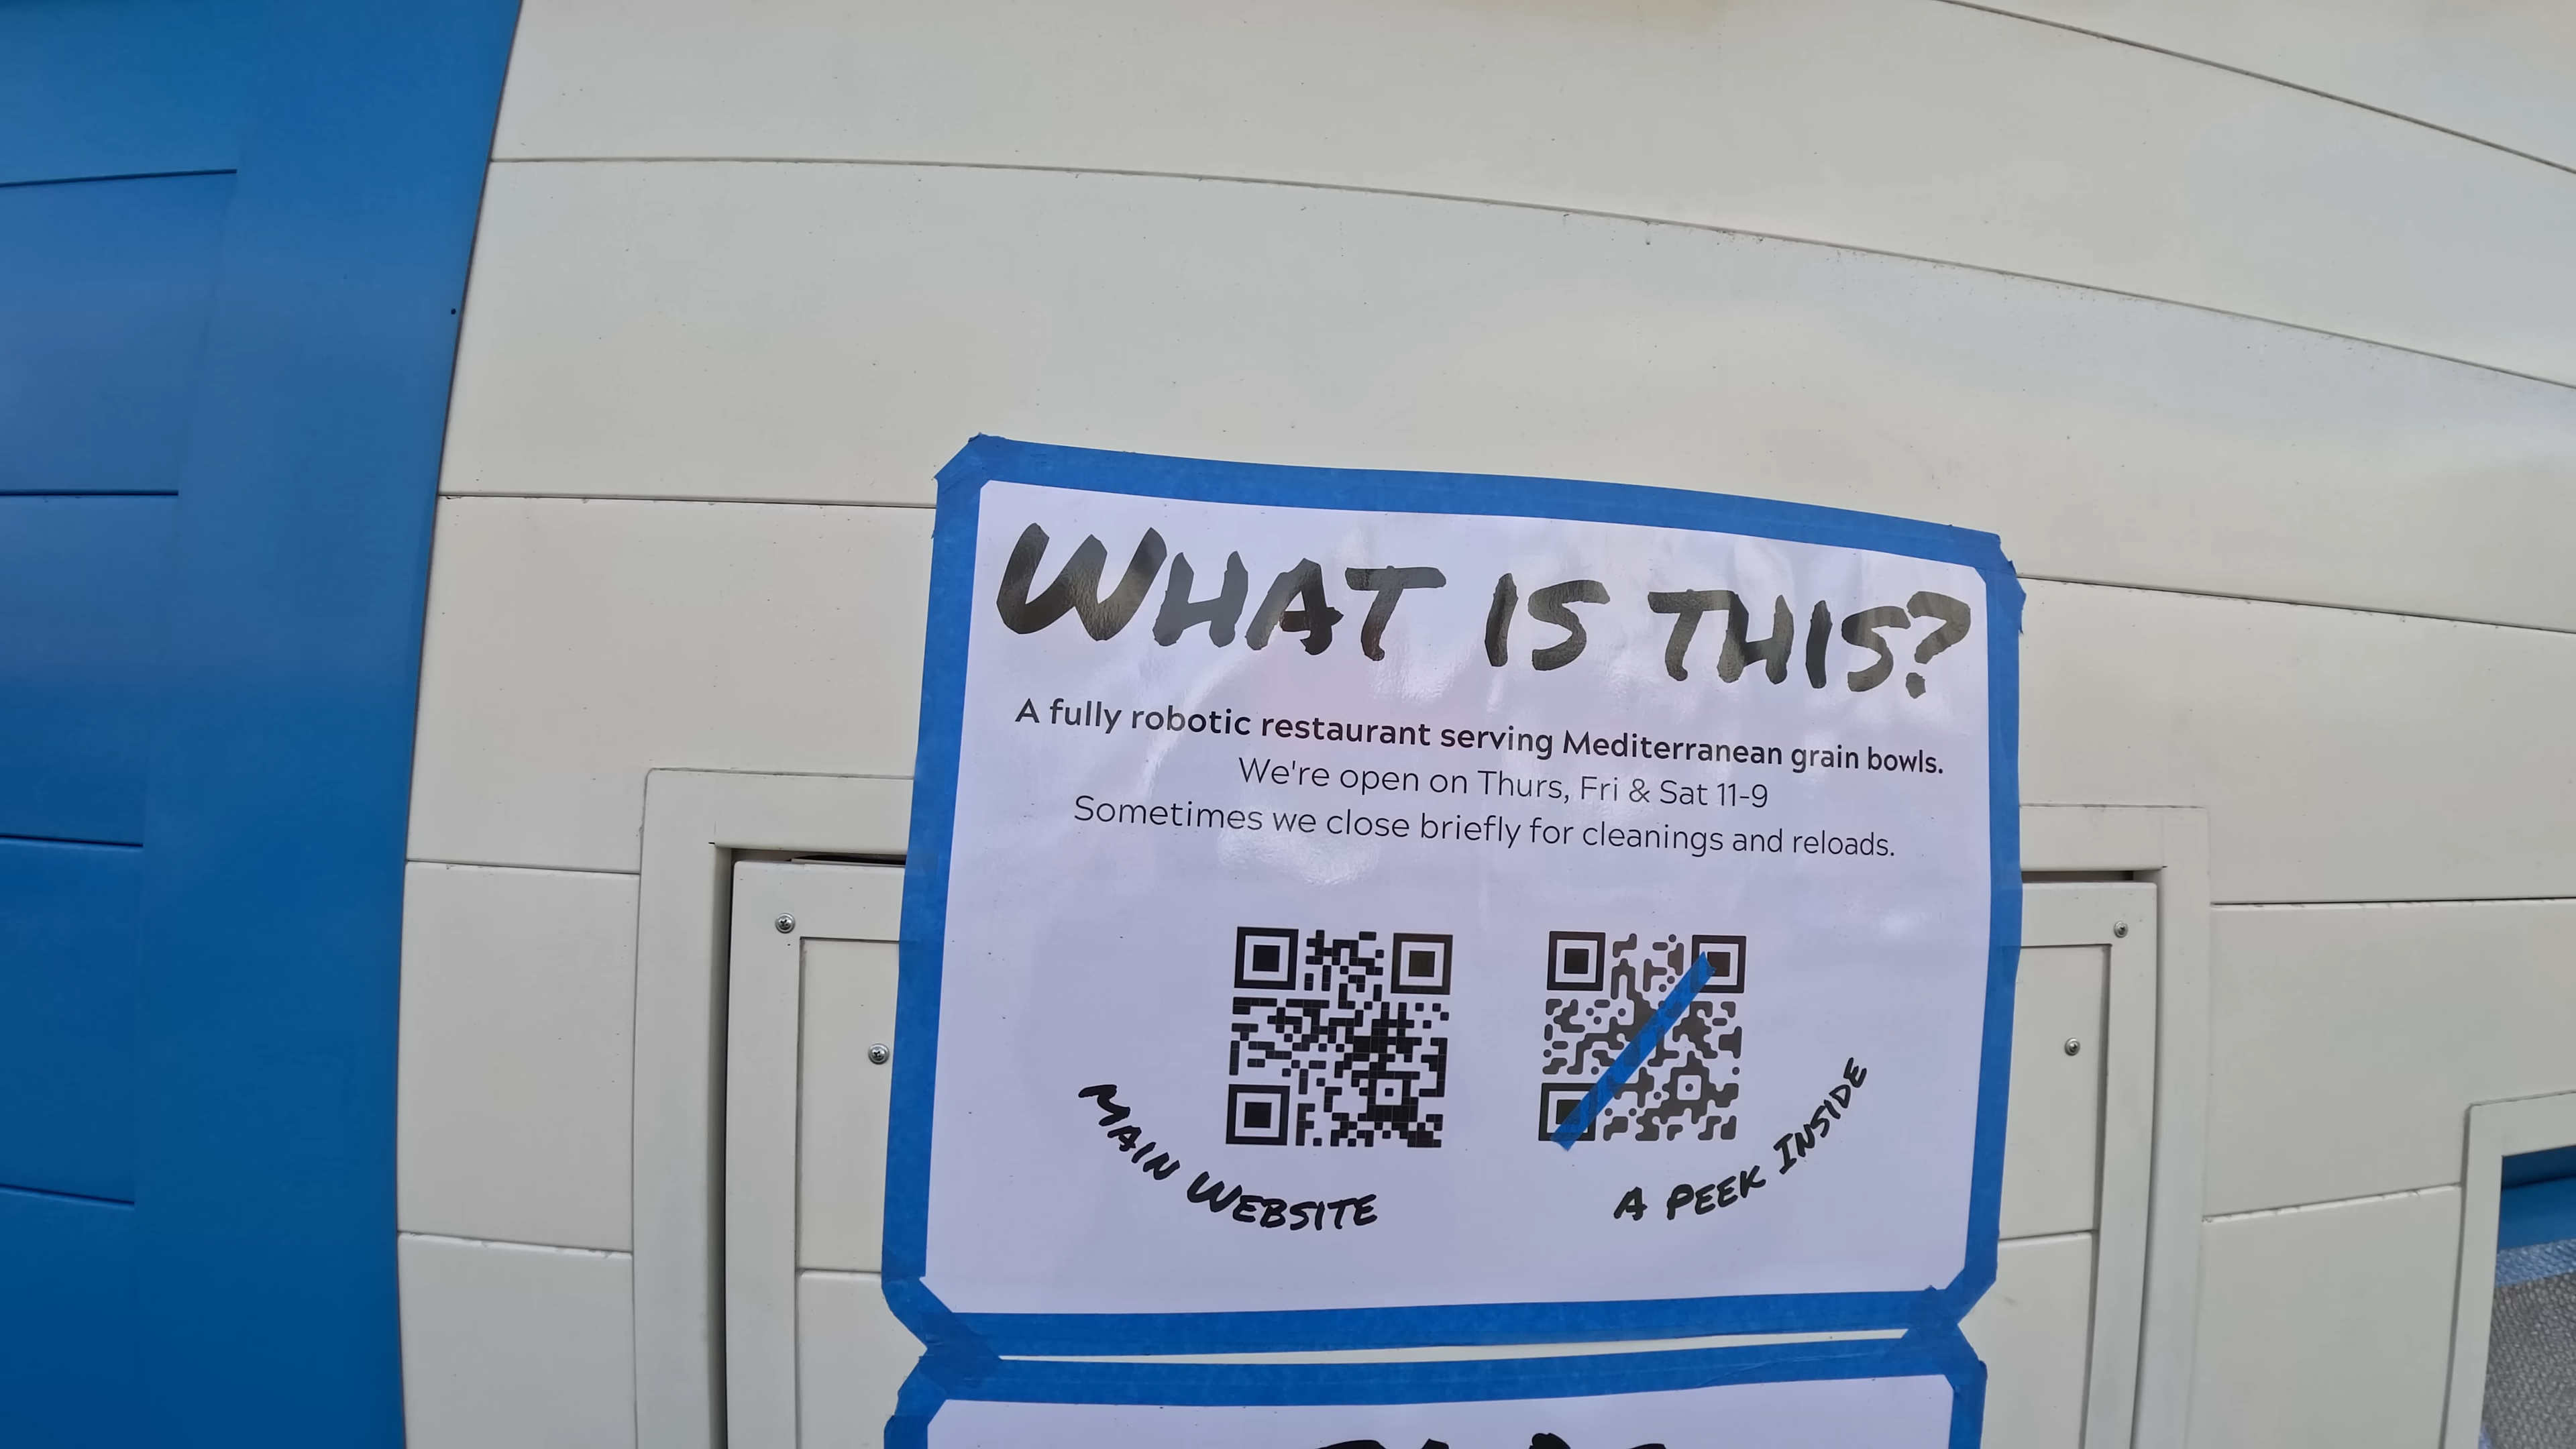 WHAT IS THIS?
A fully robotic restaurant serving Mediterranean grain bowls.
We're open on Thurs, Fri & Sat 11-9
Sometimes we close briefly for cleanings and reloads.
MAIN WEBSITE
A PEEK INSIDE